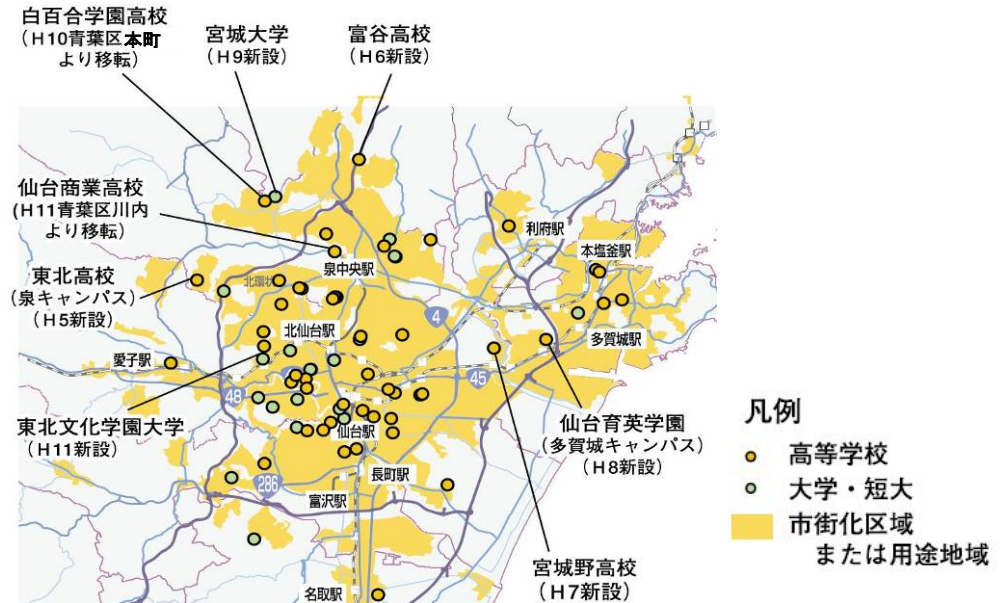 白百合学園高校
（H10青葉区本町
より移転）
宮城大学
（H9新設）
富谷高校
（H6新設）
仙台商業高校
（H11青葉区川内
より移転）
東北高校
（泉キャンパス）
（H5新設）
利府駅
本塩釜駅
泉中央駅
北環状
4
北仙台駅
多賀城駅
愛子駅
45
48
東北文化学園大学
（H11新設）
仙台駅
仙台育英学園
（多賀城キャンパス）
（H8新設）
長町駅
286
富沢駅
宮城野高校
（H7新設）
名取駅
凡例
高等学校
大学・短大
市街化区域
または用途地域